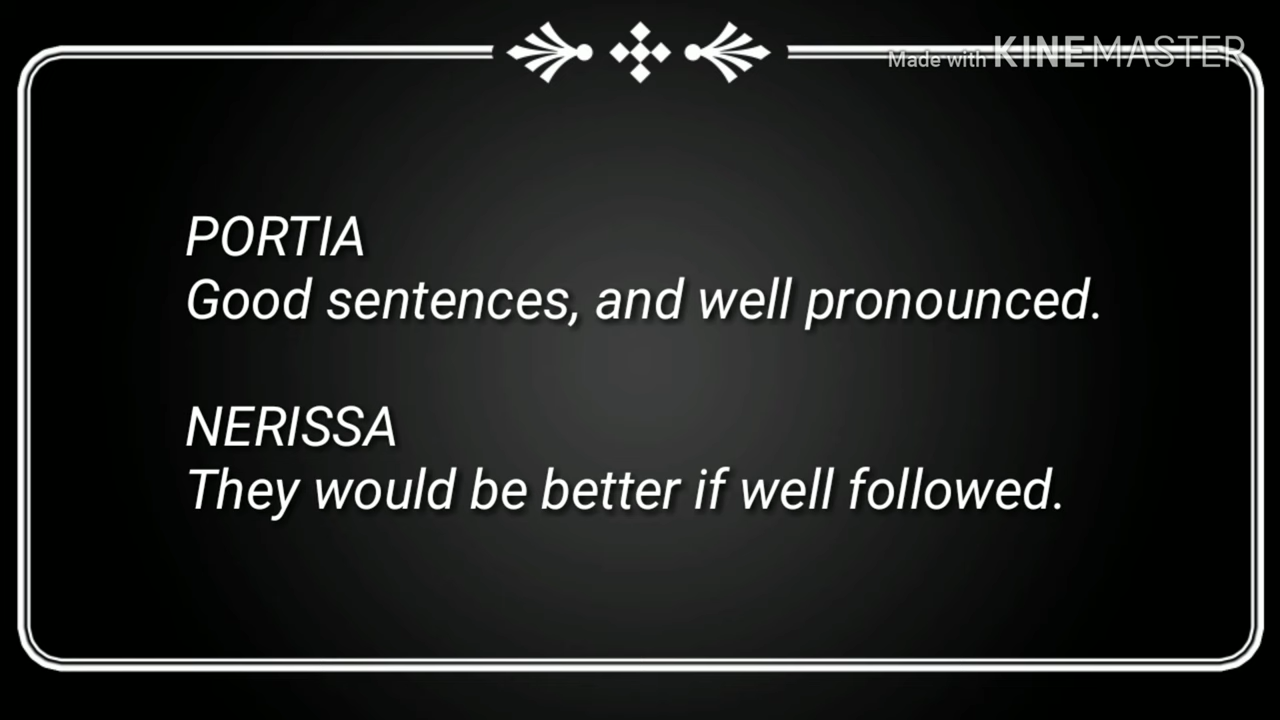 Made with KINEMASTER
PORTIA
Good sentences, and well pronounced.
NERISSA
They would be better if well followed.